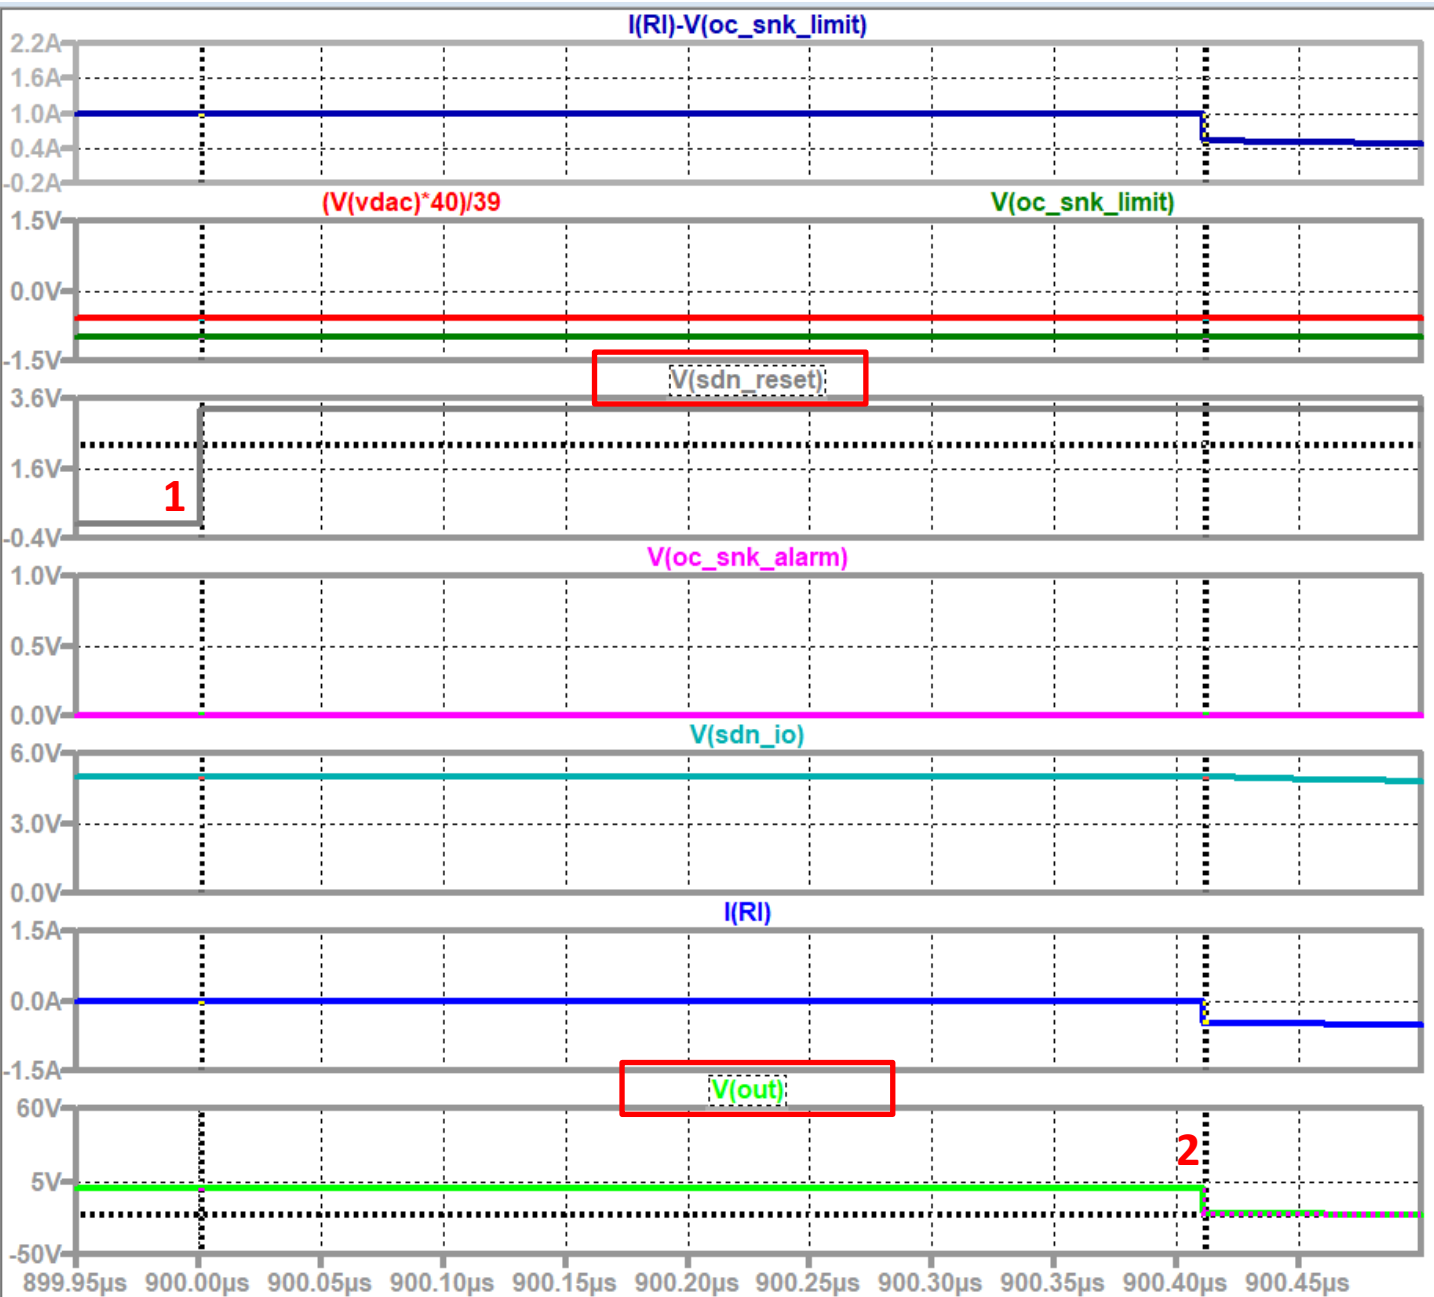 I(RI)-V(oc_snk_limit)
2.2A
1.6A
1.0A
0.4A
-0.2A
(V(vdac)*40)/39 V(oc_snk_limit)
1.5V
0.0V
-1.5V
V(sdn_reset)
3.6V
1.6V
1
-0.4V
V(oc_snk_alarm)
1.0V
0.5V
0.0V
V(sdn_io)
6.0V
3.0V
0.0V
I(RI)
1.5A
0.0A
-1.5A
V(out)
60V
2
5V
-50V
899.95µs 900.00µs 900.05µs 900.10µs 900.15µs 900.20µs 900.25µs 900.30µs 900.35µs 900.40µs 900.45µs